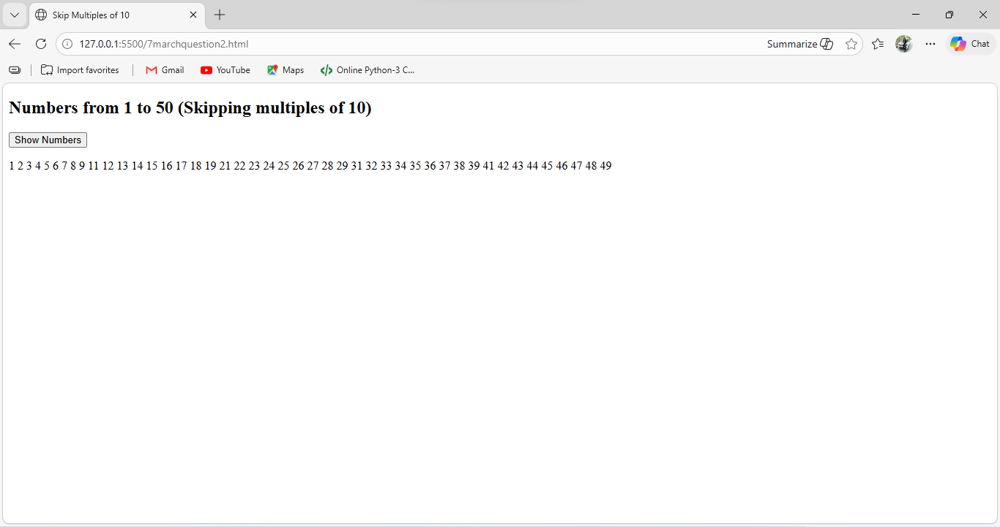 Skip Multiples of 10
127.0.0.1:5500/7marchquestion2.html
Summarize
Chat
Import favorites
Gmail
YouTube
Maps
Online Python-3 C...
Numbers from 1 to 50 (Skipping multiples of 10)
Show Numbers
1 2 3 4 5 6 7 8 9 11 12 13 14 15 16 17 18 19 21 22 23 24 25 26 27 28 29 31 32 33 34 35 36 37 38 39 41 42 43 44 45 46 47 48 49